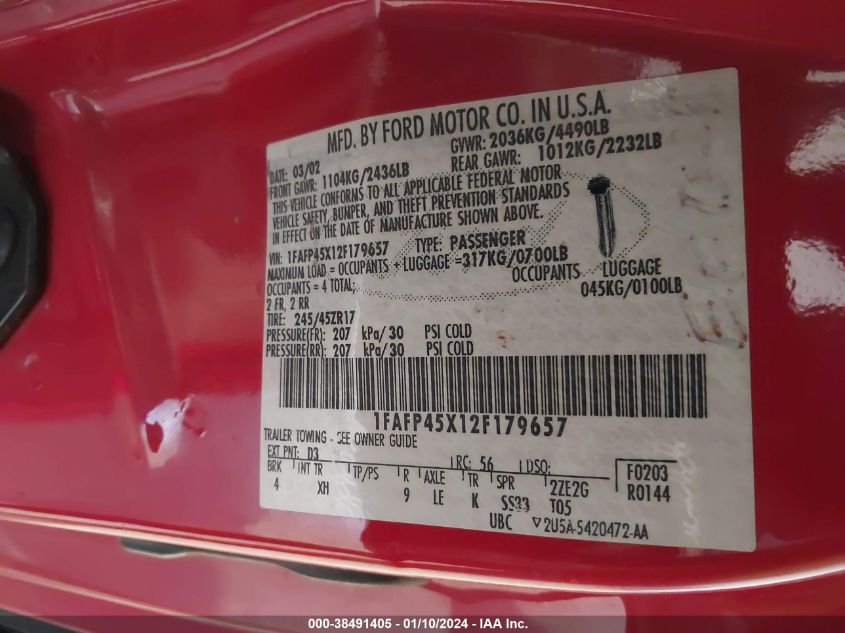 MFD. BY FORD MOTOR CO. IN U.S.A.
DATE: 03/02 GVWR: 2036KG/4490LB
FRONT GAWR: 1104KG/2436LB REAR GAWR: 1012KG/2232LB
THIS VEHICLE CONFORMS TO ALL APPLICABLE FEDERAL MOTOR
VEHICLE SAFETY, BUMPER, AND THEFT PREVENTION STANDARDS
IN EFFECT ON THE DATE OF MANUFACTURE SHOWN ABOVE.
VIN: 1FAFP45X12F179657 TYPE: PASSENGER
MAXIMUM LOAD = OCCUPANTS + LUGGAGE =317KG/0700LB
OCCUPANTS = 4 TOTAL; OCCUPANTS LUGGAGE
2 FR, 2 RR 045KG/0100LB
TIRE: 245/45ZR17
PRESSURE(FR): 207 kPa/30 PSI COLD
PRESSURE(RR): 207 kPa/30 PSI COLD
1FAFP45X12F179657
TRAILER TOWING - SEE OWNER GUIDE
EXT PNT: D3 RC: 56 DSO: F0203
BRK INT TR TP/PS R AXLE TR SPR 2ZE2G R0144
4 XH 9 LE K T05
UBC 2U5A-5420472-AA
000-38491405 - 01/10/2024 - IAA Inc.